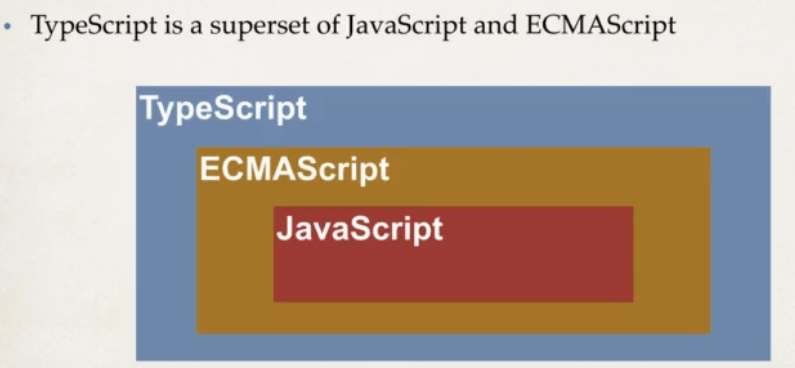 • TypeScript is a superset of JavaScript and ECMAScript
TypeScript
ECMAScript
JavaScript